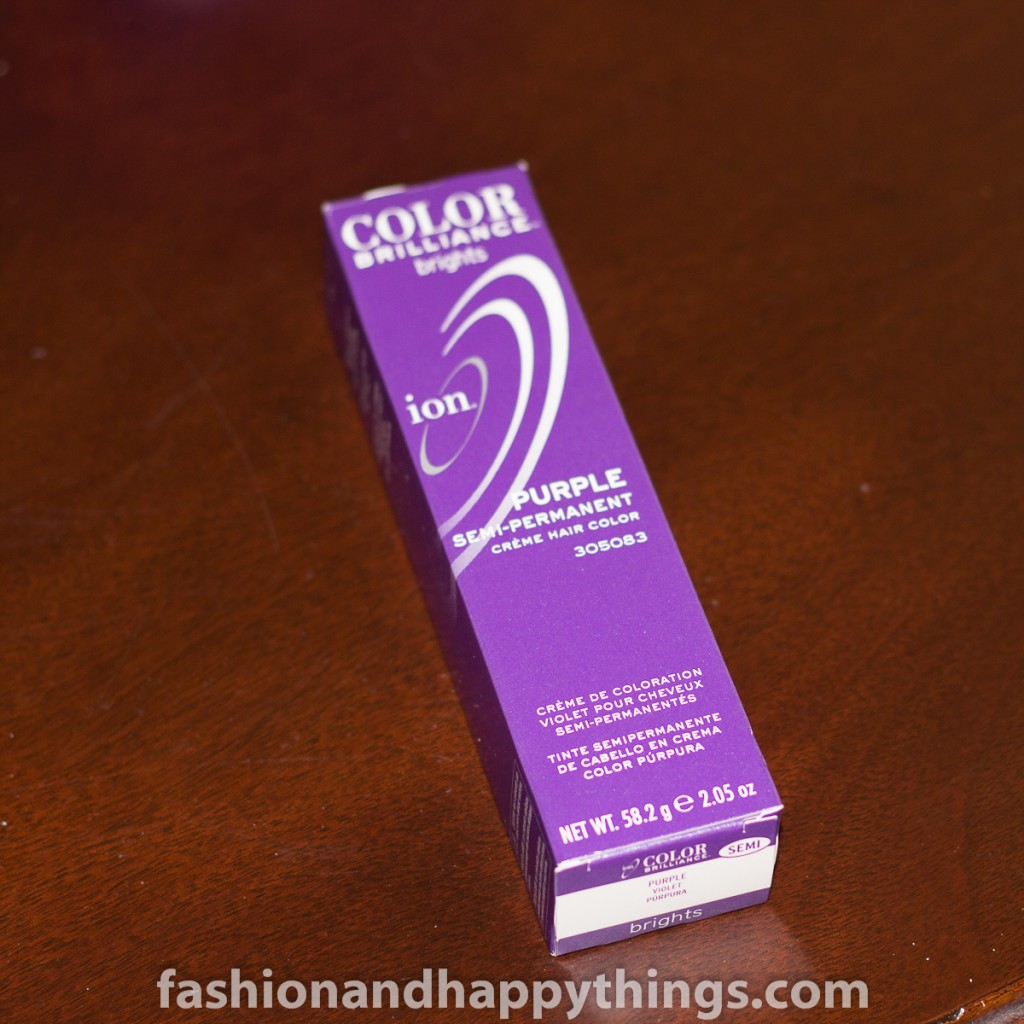 COLOR
BRILLIANCE
brights
ion
PURPLE
SEMI-PERMANENT
CRÈME HAIR COLOR
305083
CRÈME DE COLORATION
VIOLET POUR CHEVEUX
SEMI-PERMANENTÉS
TINTE SEMIPERMANENTE
DE CABELLO EN CREMA
COLOR PÚRPURA
NET WT. 58.2 g e 2.05 oz
ion COLOR
BRILLIANCE
SEMI
PURPLE
VIOLET
PÚRPURA
brights
fashionandhappythings.com